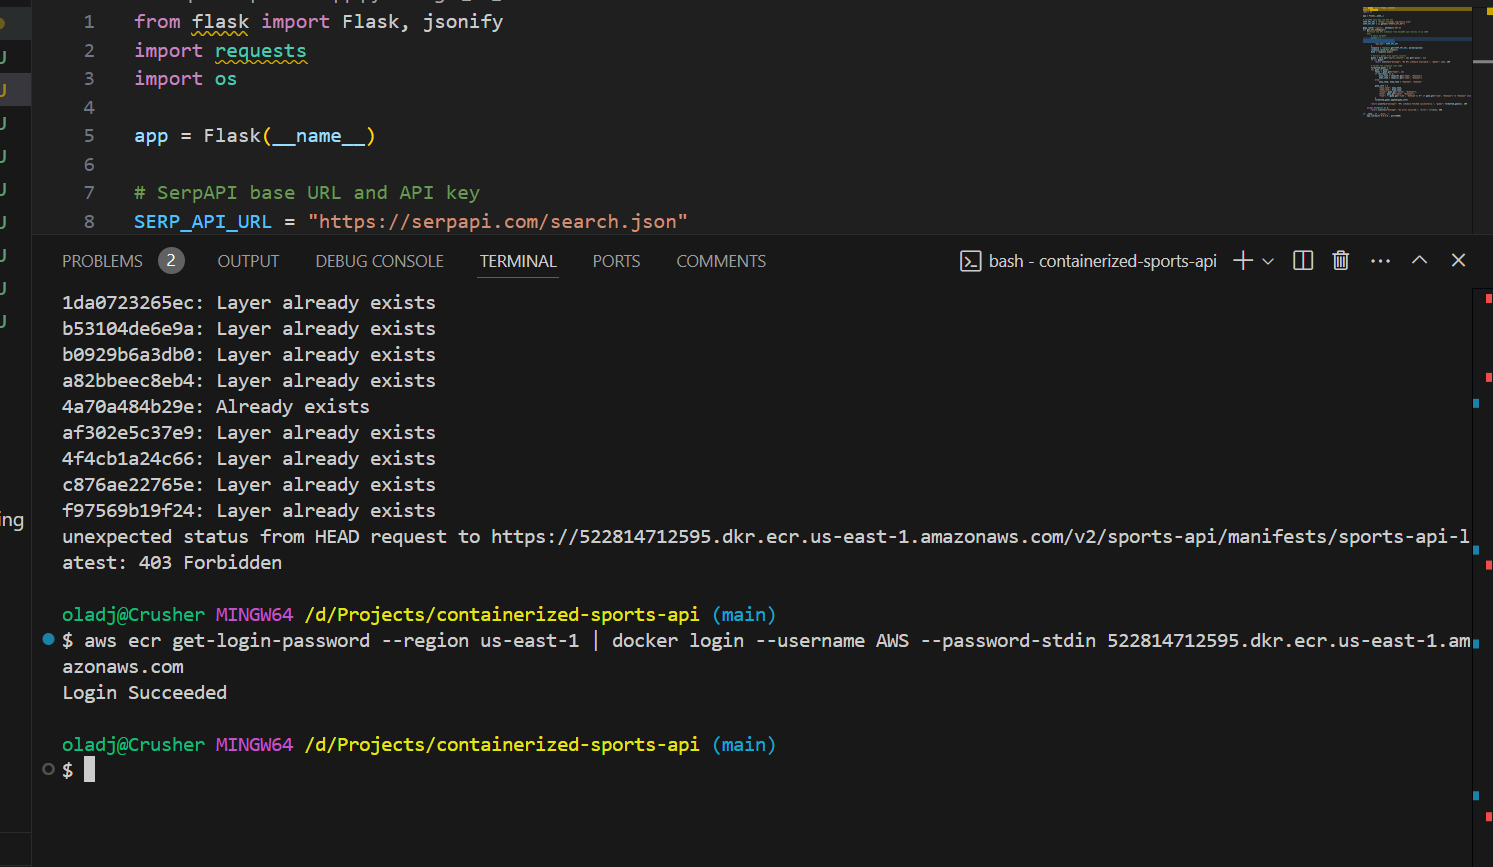 1 from flask import Flask, jsonify
2 import requests
3 import os
4
5 app = Flask(__name__)
6
7 # SerpAPI base URL and API key
8 SERP_API_URL = "https://serpapi.com/search.json"
U
U
U
U
U
U
U
U
U
ing
PROBLEMS 2 OUTPUT DEBUG CONSOLE TERMINAL PORTS COMMENTS bash - containerized-sports-api
1da0723265ec: Layer already exists
b53104de6e9a: Layer already exists
b0929b6a3db0: Layer already exists
a82bbeec8eb4: Layer already exists
4a70a484b29e: Already exists
af302e5c37e9: Layer already exists
4f4cb1a24c66: Layer already exists
c876ae22765e: Layer already exists
f97569b19f24: Layer already exists
unexpected status from HEAD request to https://522814712595.dkr.ecr.us-east-1.amazonaws.com/v2/sports-api/manifests/sports-api-l
atest: 403 Forbidden
oladj@Crusher MINGW64 /d/Projects/containerized-sports-api (main)
$ aws ecr get-login-password --region us-east-1 | docker login --username AWS --password-stdin 522814712595.dkr.ecr.us-east-1.am
azonaws.com
Login Succeeded
oladj@Crusher MINGW64 /d/Projects/containerized-sports-api (main)
$